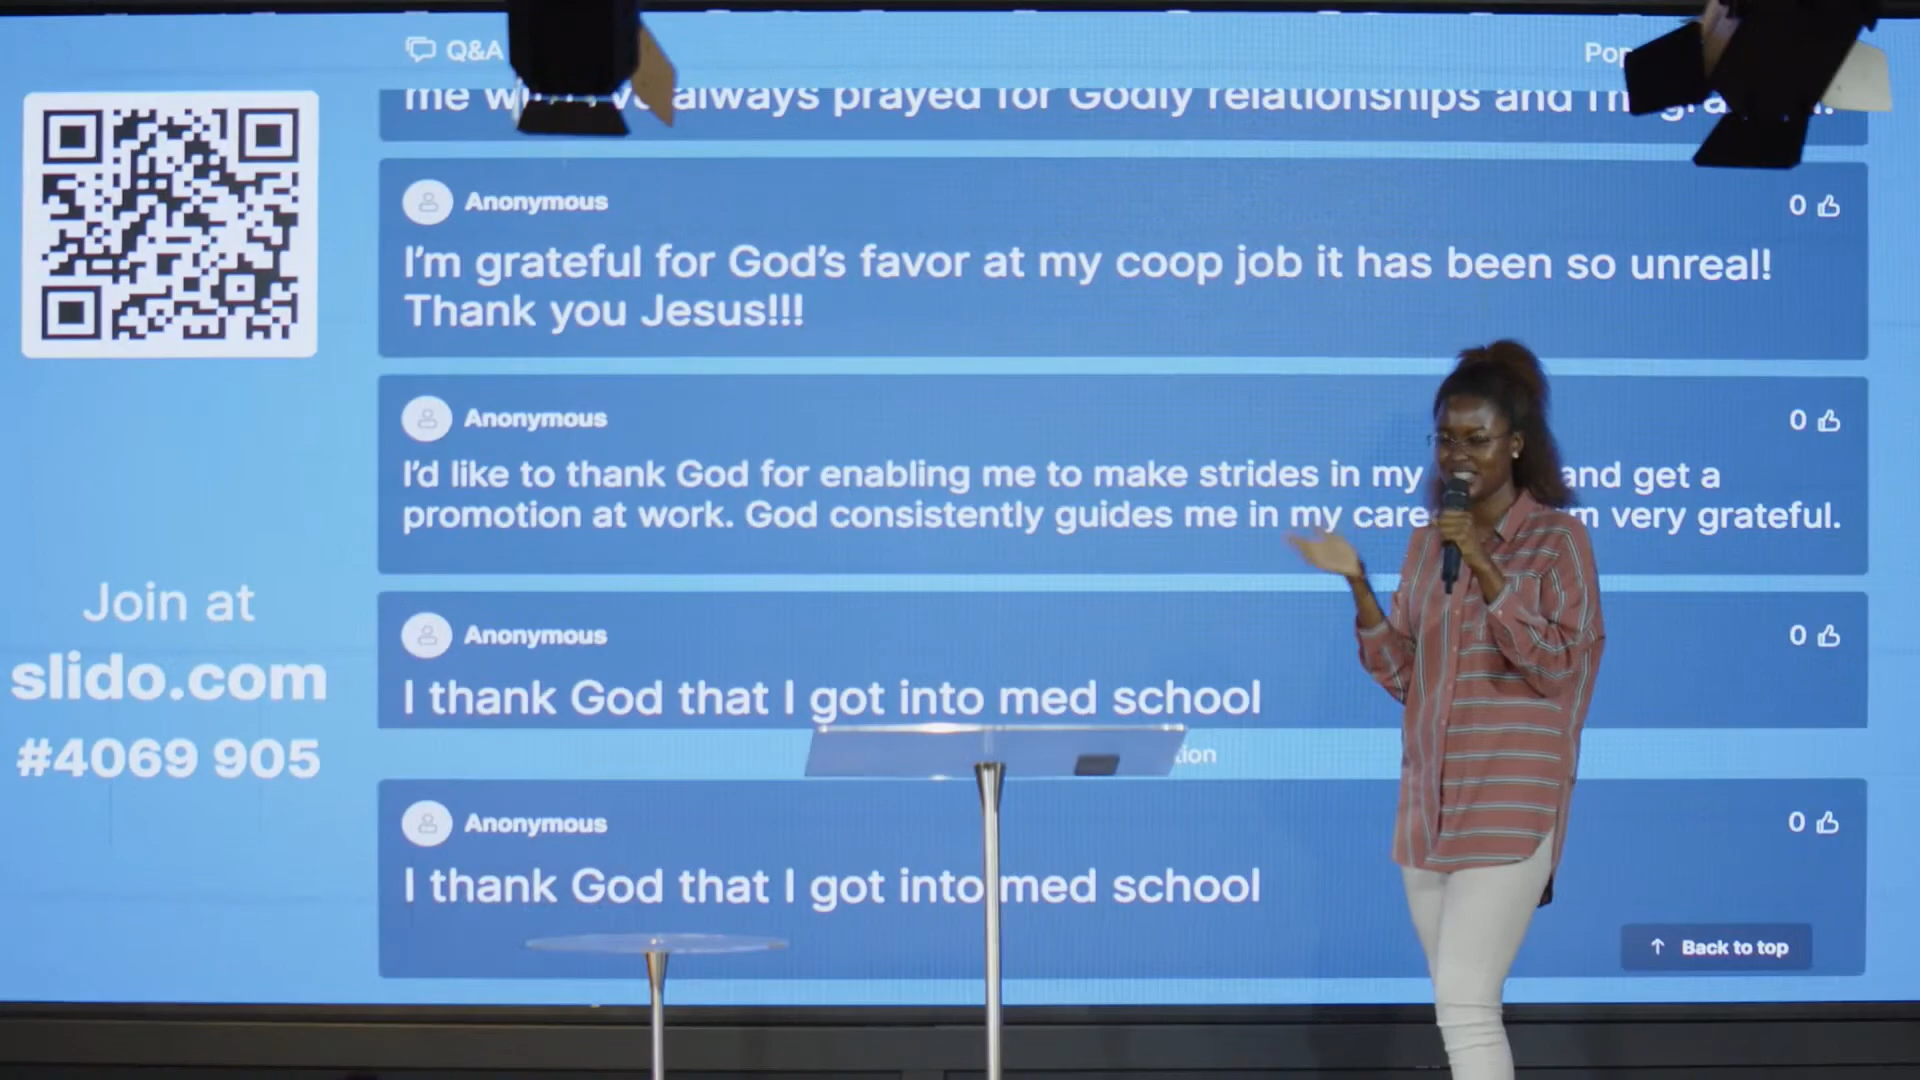 Q&A
Pop
me w always prayed for Godly relationships and I'm
Anonymous
0
I'm grateful for God's favor at my coop job it has been so unreal!
Thank you Jesus!!!
Anonymous
0
I'd like to thank God for enabling me to make strides in my and get a
promotion at work. God consistently guides me in my care m very grateful.
Anonymous
0
I thank God that I got into med school
tion
Anonymous
0
I thank God that I got into med school
Back to top
Join at
slido.com
#4069 905